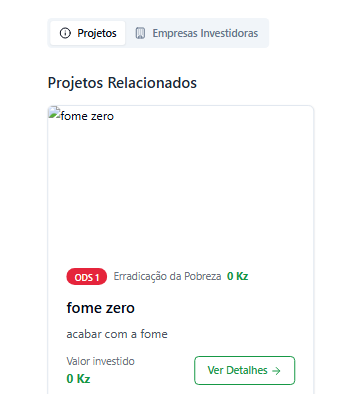 Projetos Empresas Investidoras
Projetos Relacionados
fome zero
ODS 1 Erradicação da Pobreza 0 Kz
fome zero
acabar com a fome
Valor investido
0 Kz
Ver Detalhes →